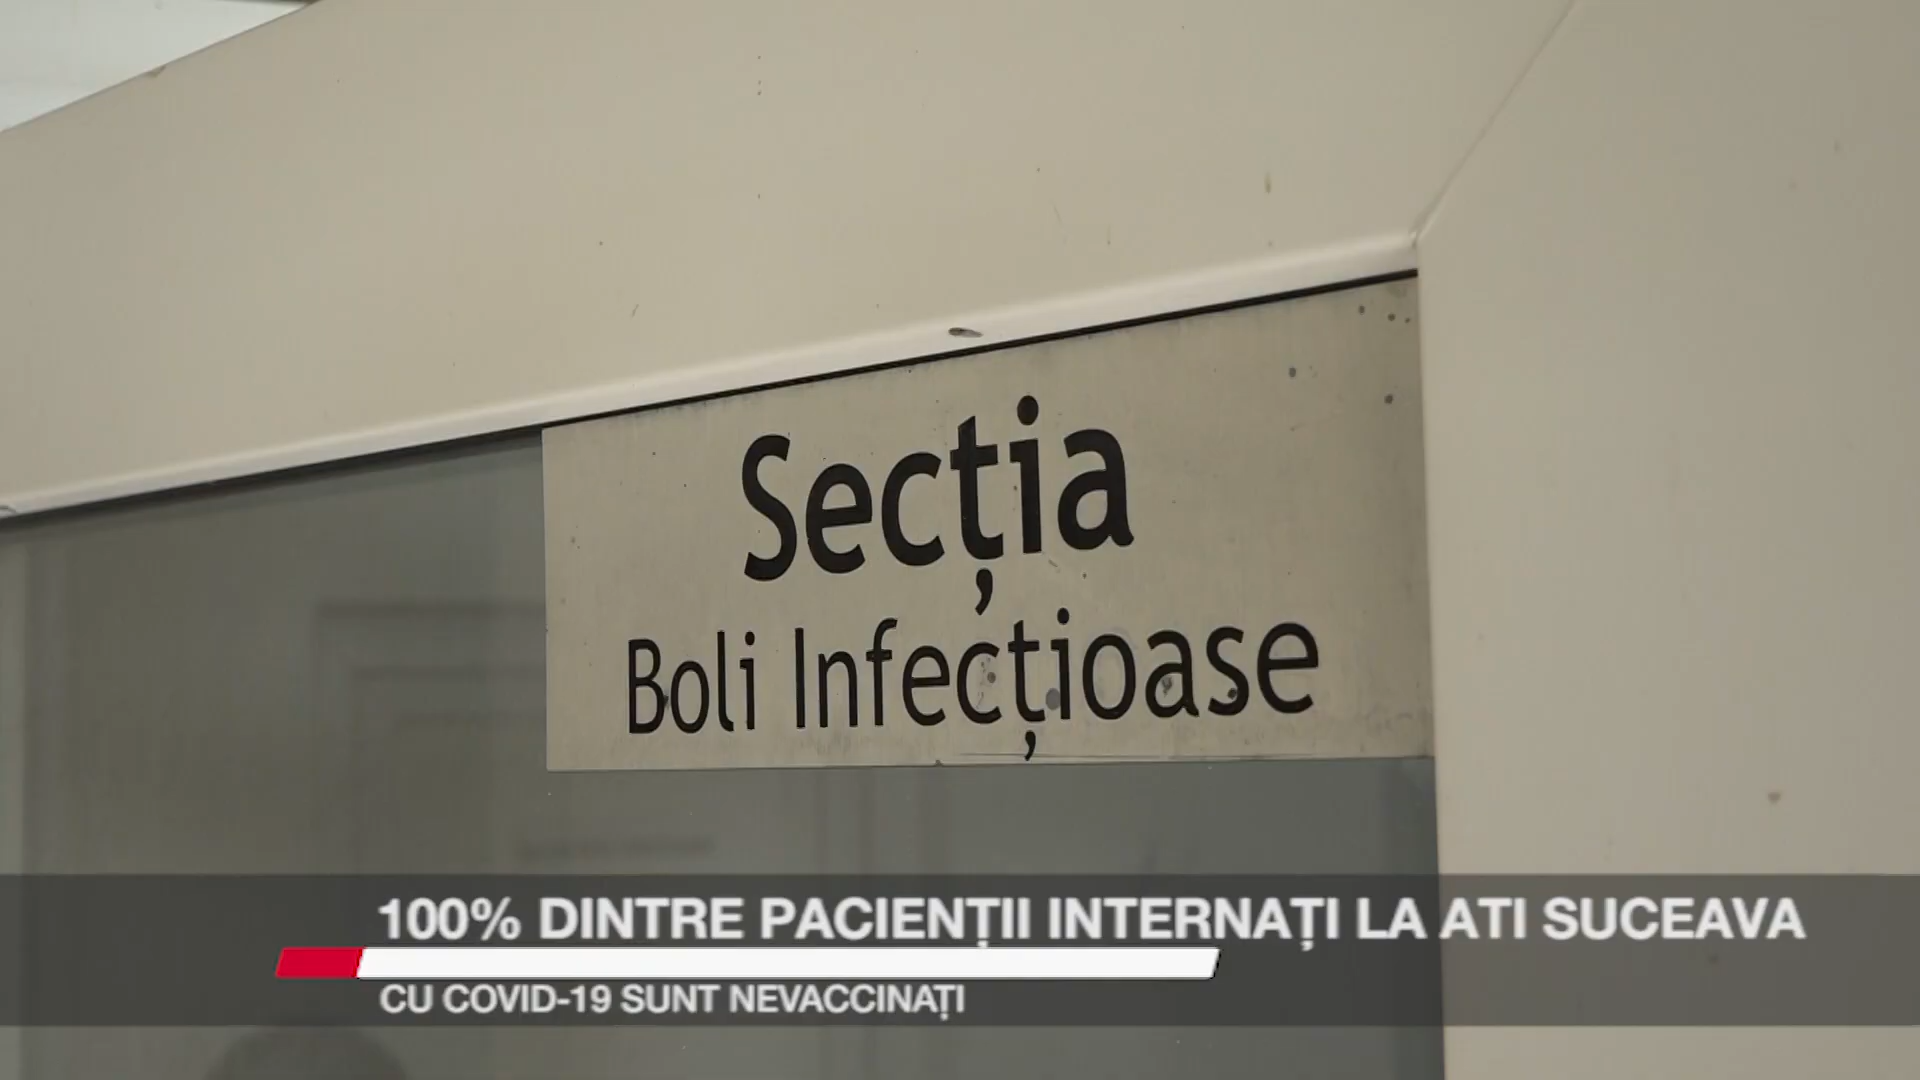 Secția
Boli Infecțioase
100% DINTRE PACIENȚII INTERNAȚI LA ATI SUCEAVA
CU COVID-19 SUNT NEVACCINAȚI